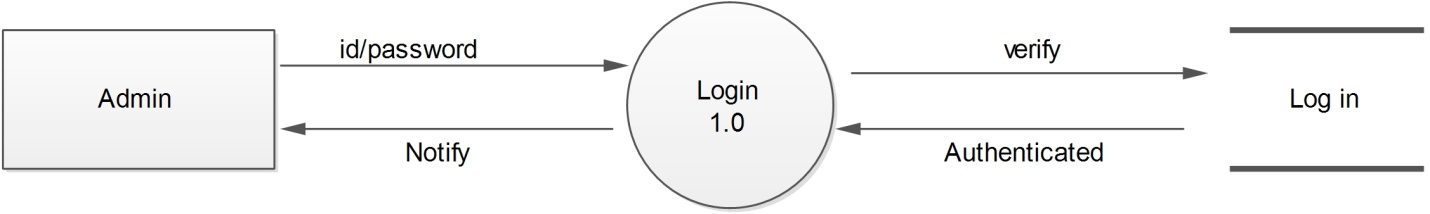 id/password
verify
Admin
Login
1.0
Log in
Notify
Authenticated